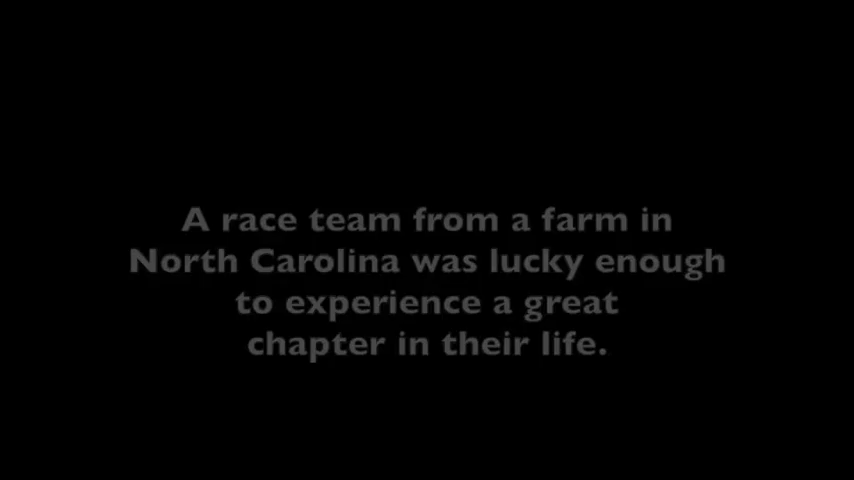 A race team from a farm in
North Carolina was lucky enough
to experience a great
chapter in their life.